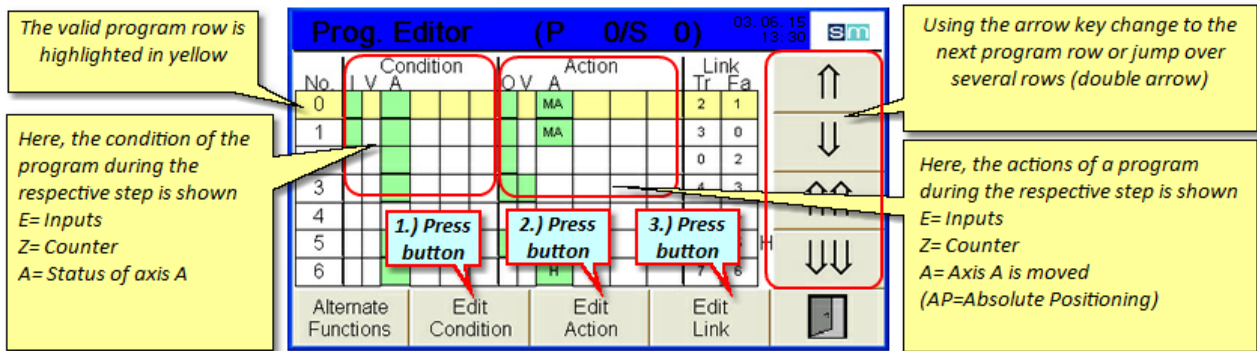 The valid program row is
highlighted in yellow
Here, the condition of the
program during the
respective step is shown
E= Inputs
Z= Counter
A= Status of axis A
Prog. Editor (P 0/S 0) 03. 06. 15
13: 30
sm
Condition Action Link
No. I V A O V A Tr Fa
0 MA 2 1
1 MA 3 0
0 2
3 4 3
4
5 H
6 H 7 6
1.) Press
button
2.) Press
button
3.) Press
button
Alternate
Functions
Edit
Condition
Edit
Action
Edit
Link
Using the arrow key change to the
next program row or jump over
several rows (double arrow)
Here, the actions of a program
during the respective step is shown
E= Inputs
Z= Counter
A= Axis A is moved
(AP=Absolute Positioning)